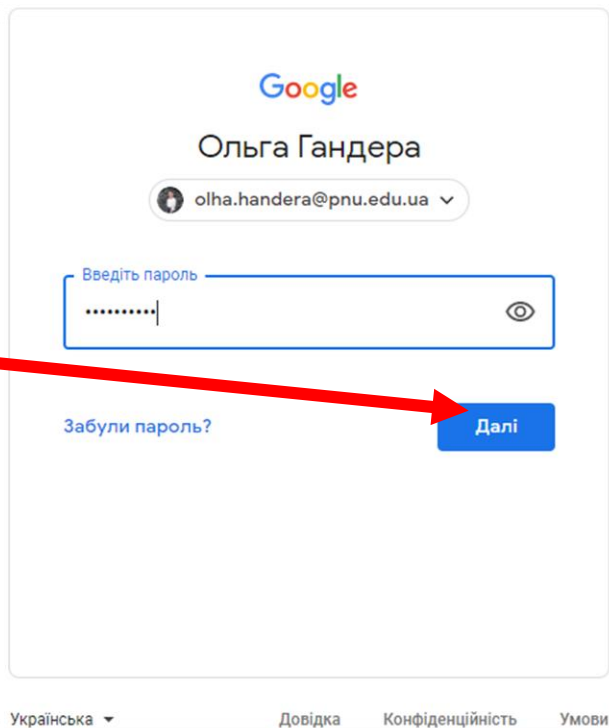 Google
Ольга Гандера
olha.handera@pnu.edu.ua
Введіть пароль
••••••••••
Забули пароль?
Далі
Українська
Довідка Конфіденційність Умови